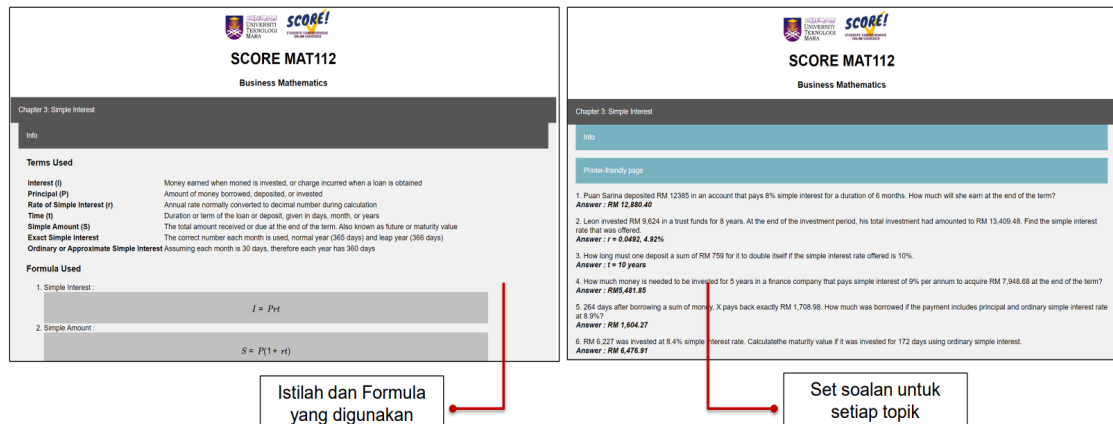 UNIVERSITI
TEKNOLOGI
MARA
SCORE!
SCORE MAT112
Business Mathematics
Chapter 3: Simple Interest
Info
Terms Used
Interest (I) Money earned when moned is invested, or charge incurred when a loan is obtained
Principal (P) Amount of money borrowed, deposited, or invested
Rate of Simple Interest (r) Annual rate normally converted to decimal number during calculation
Time (t) Duration or term of the loan or deposit, given in days, month, or years
Simple Amount (S) The total amount received or due at the end of the term. Also known as future or maturity value
Exact Simple Interest The correct number each month is used, normal year (365 days) and leap year (366 days)
Ordinary or Approximate Simple Interest Assuming each month is 30 days, therefore each year has 360 days
Formula Used
1. Simple Interest :
I = Prt
2. Simple Amount :
S = P(1 + rt)
Istilah dan Formula
yang digunakan
UNIVERSITI
TEKNOLOGI
MARA
SCORE!
SCORE MAT112
Business Mathematics
Chapter 3: Simple Interest
Info
Printer-friendly page
1. Puan Sarina deposited RM 12385 in an account that pays 8% simple interest for a duration of 6 months. How much will she earn at the end of the term?
Answer : RM 12,880.40
2. Leon invested RM 9,624 in a trust funds for 8 years. At the end of the investment period, his total investment had amounted to RM 13,409.48. Find the simple interest
rate that was offered.
Answer : r = 0.0492, 4.92%
3. How long must one deposit a sum of RM 759 for it to double itself if the simple interest rate offered is 10%.
Answer : t = 10 years
4. How much money is needed to be invested for 5 years in a finance company that pays simple interest of 9% per annum to acquire RM 7,948.68 at the end of the term?
Answer : RM5,481.85
5. 264 days after borrowing a sum of money, X pays back exactly RM 1,708.98. How much was borrowed if the payment includes principal and ordinary simple interest rate
at 8.9%?
Answer : RM 1,604.27
6. RM 6,227 was invested at 8.4% simple interest rate. Calculatethe maturity value if it was invested for 172 days using ordinary simple interest.
Answer : RM 6,476.91
Set soalan untuk
setiap topik